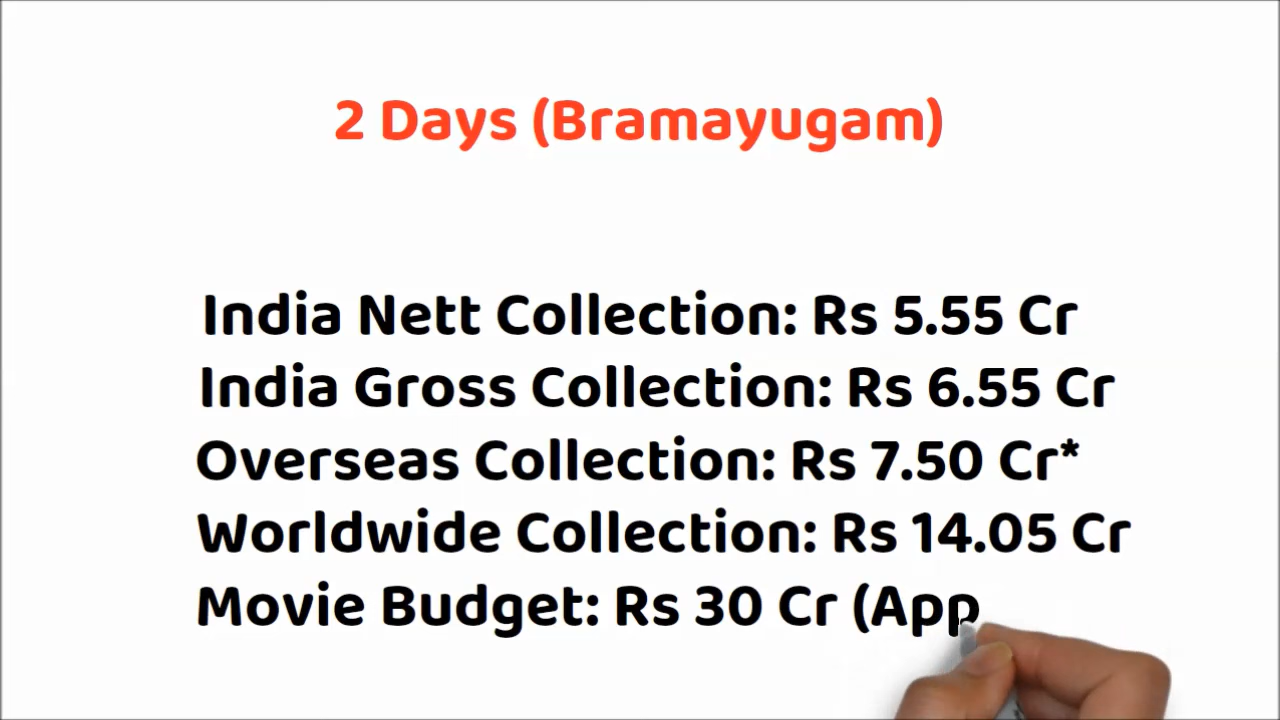 2 Days (Bramayugam)
India Nett Collection: Rs 5.55 Cr
India Gross Collection: Rs 6.55 Cr
Overseas Collection: Rs 7.50 Cr*
Worldwide Collection: Rs 14.05 Cr
Movie Budget: Rs 30 Cr (App